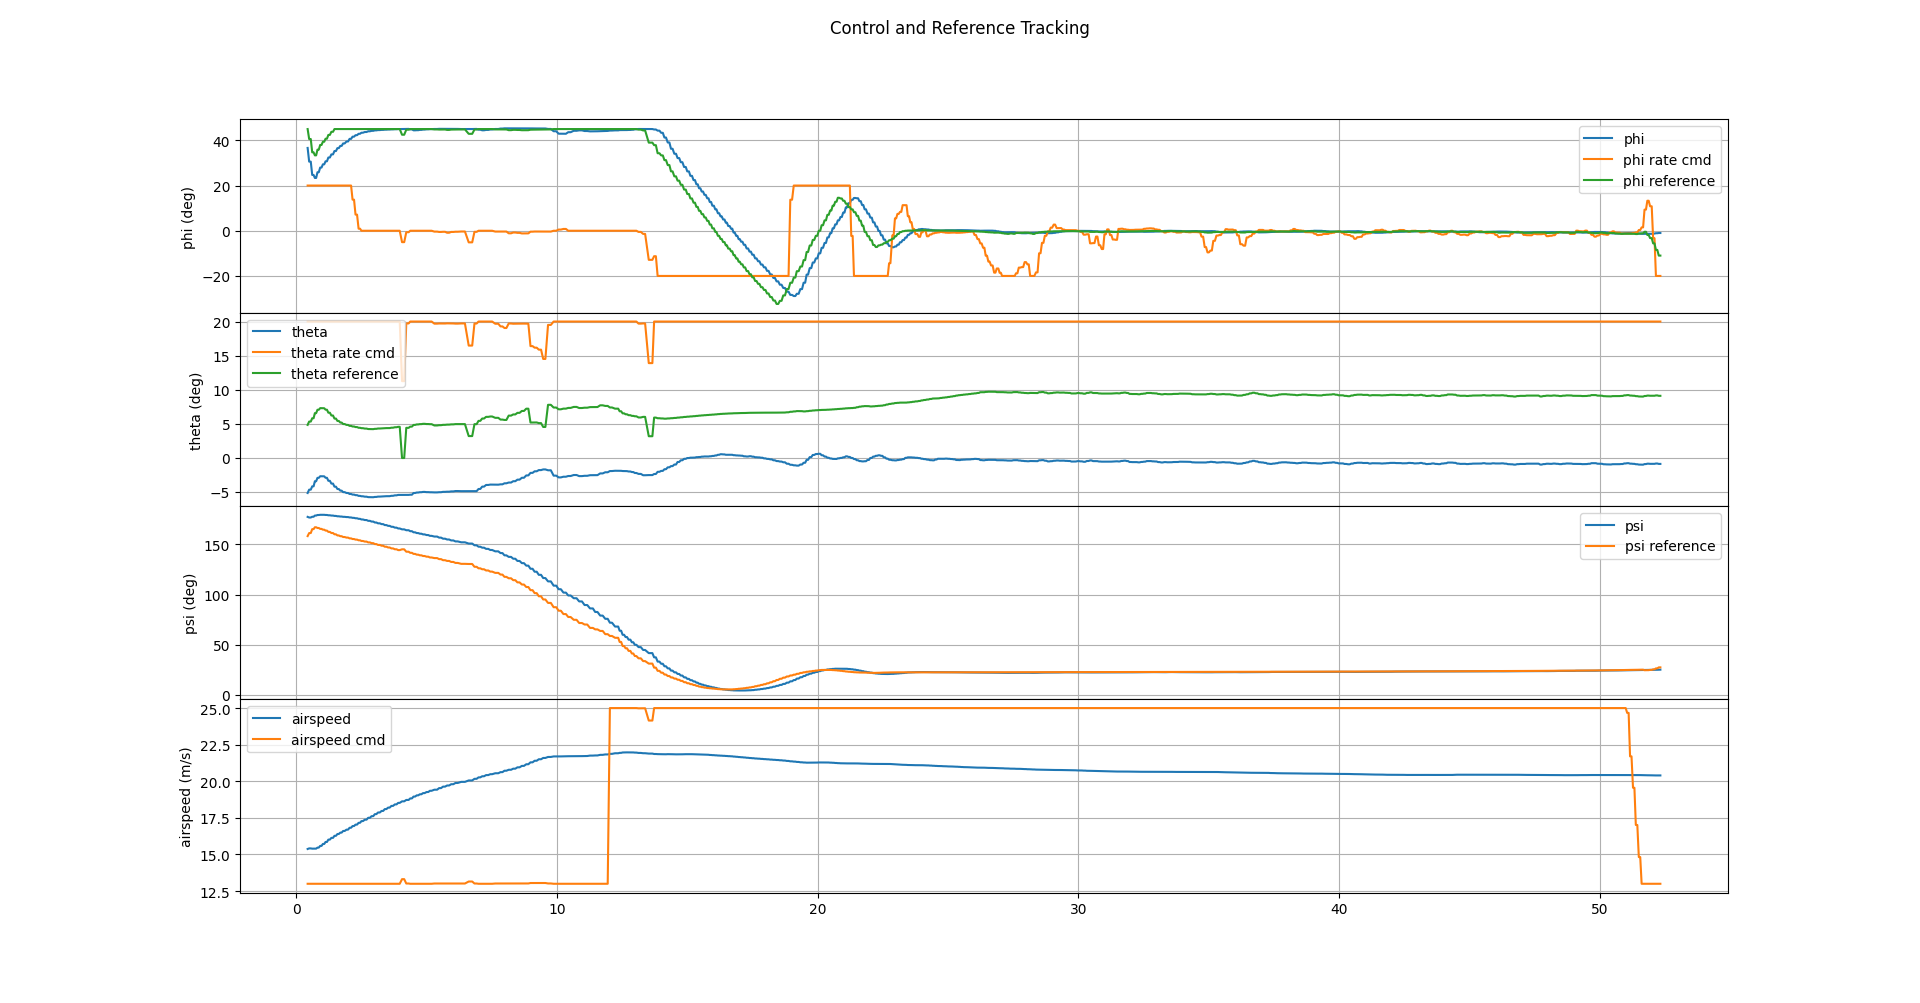 Control and Reference Tracking
phi (deg)
40
20
0
−20
phi
phi rate cmd
phi reference
theta (deg)
20
15
10
5
0
−5
theta
theta rate cmd
theta reference
psi (deg)
150
100
50
0
psi
psi reference
airspeed (m/s)
25.0
22.5
20.0
17.5
15.0
12.5
airspeed
airspeed cmd
0 10 20 30 40 50